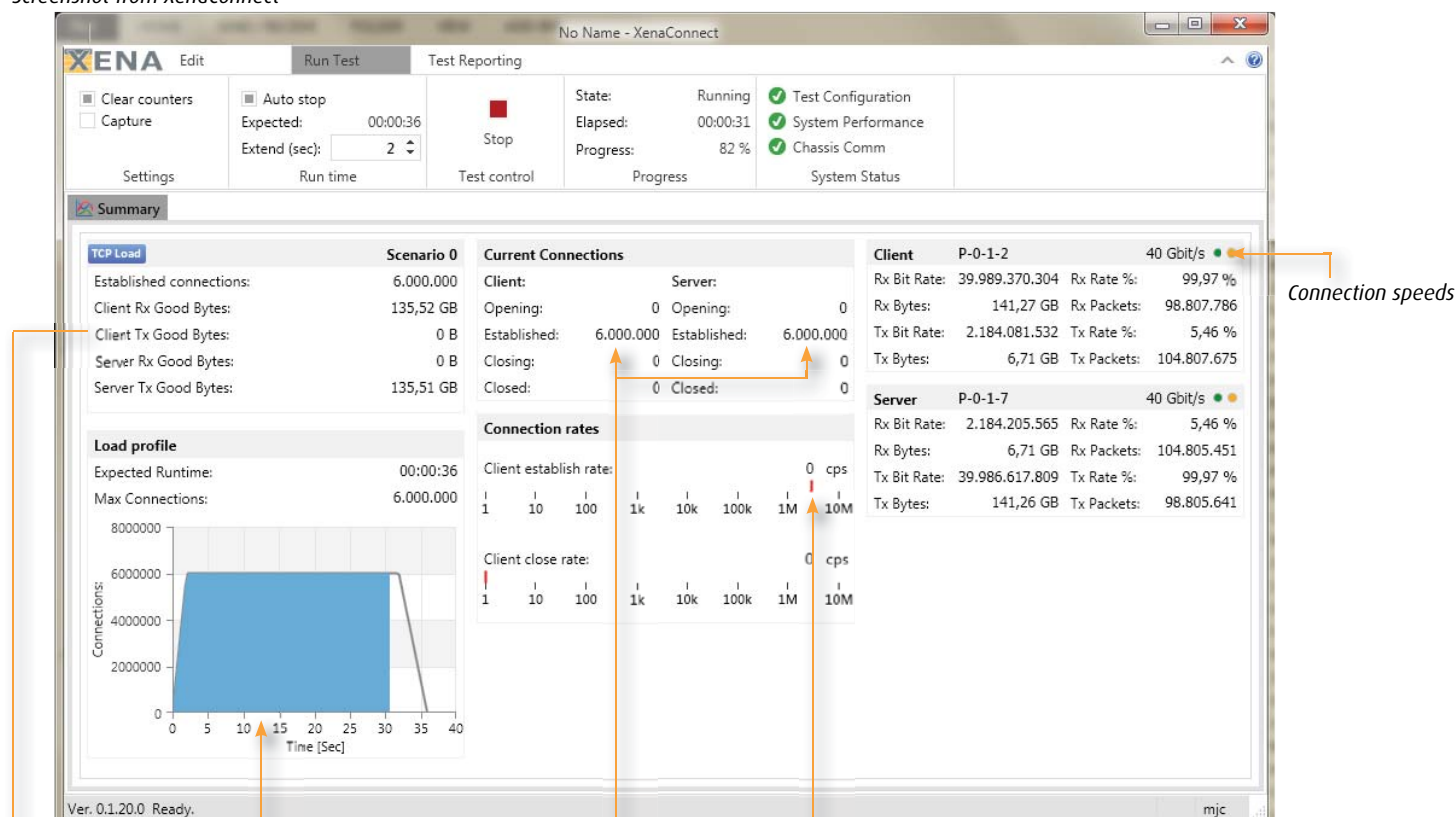 Screenshot from XenaConnect
No Name - XenaConnect
XENA Edit Run Test Test Reporting
Clear counters
Capture
Settings
Auto stop
Expected: 00:00:36
Extend (sec): 2
Run time
Stop
Test control
State: Running
Elapsed: 00:00:31
Progress: 82 %
Progress
Test Configuration
System Performance
Chassis Comm
System Status
Summary
TCP Load Scenario 0
Established connections: 6.000.000
Client Rx Good Bytes: 135,52 GB
Client Tx Good Bytes: 0 B
Server Rx Good Bytes: 0 B
Server Tx Good Bytes: 135,51 GB
Load profile
Expected Runtime: 00:00:36
Max Connections: 6.000.000
8000000
6000000
4000000
2000000
0
Connections:
0 5 10 15 20 25 30 35 40
Time [Sec]
Current Connections
Client: Server:
Opening: 0 Opening: 0
Established: 6.000.000 Established: 6.000.000
Closing: 0 Closing: 0
Closed: 0 Closed: 0
Connection rates
Client establish rate: 0 cps
1 10 100 1k 10k 100k 1M 10M
Client close rate: 0 cps
1 10 100 1k 10k 100k 1M 10M
Client P-0-1-2 40 Gbit/s
Rx Bit Rate: 39.989.370.304 Rx Rate %: 99,97 %
Rx Bytes: 141,27 GB Rx Packets: 98.807.786
Tx Bit Rate: 2.184.081.532 Tx Rate %: 5,46 %
Tx Bytes: 6,71 GB Tx Packets: 104.807.675
Server P-0-1-7 40 Gbit/s
Rx Bit Rate: 2.184.205.565 Rx Rate %: 5,46 %
Rx Bytes: 6,71 GB Rx Packets: 104.805.451
Tx Bit Rate: 39.986.617.809 Tx Rate %: 99,97 %
Tx Bytes: 141,26 GB Tx Packets: 98.805.641
Connection speeds
Ver. 0.1.20.0 Ready. mjc